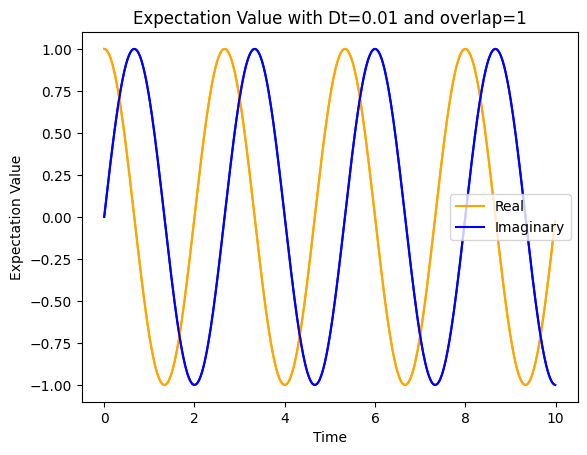 Expectation Value with Dt=0.01 and overlap=1
Expectation Value
1.00
0.75
0.50
0.25
0.00
−0.25
−0.50
−0.75
−1.00
Real
Imaginary
0 2 4 6 8 10
Time